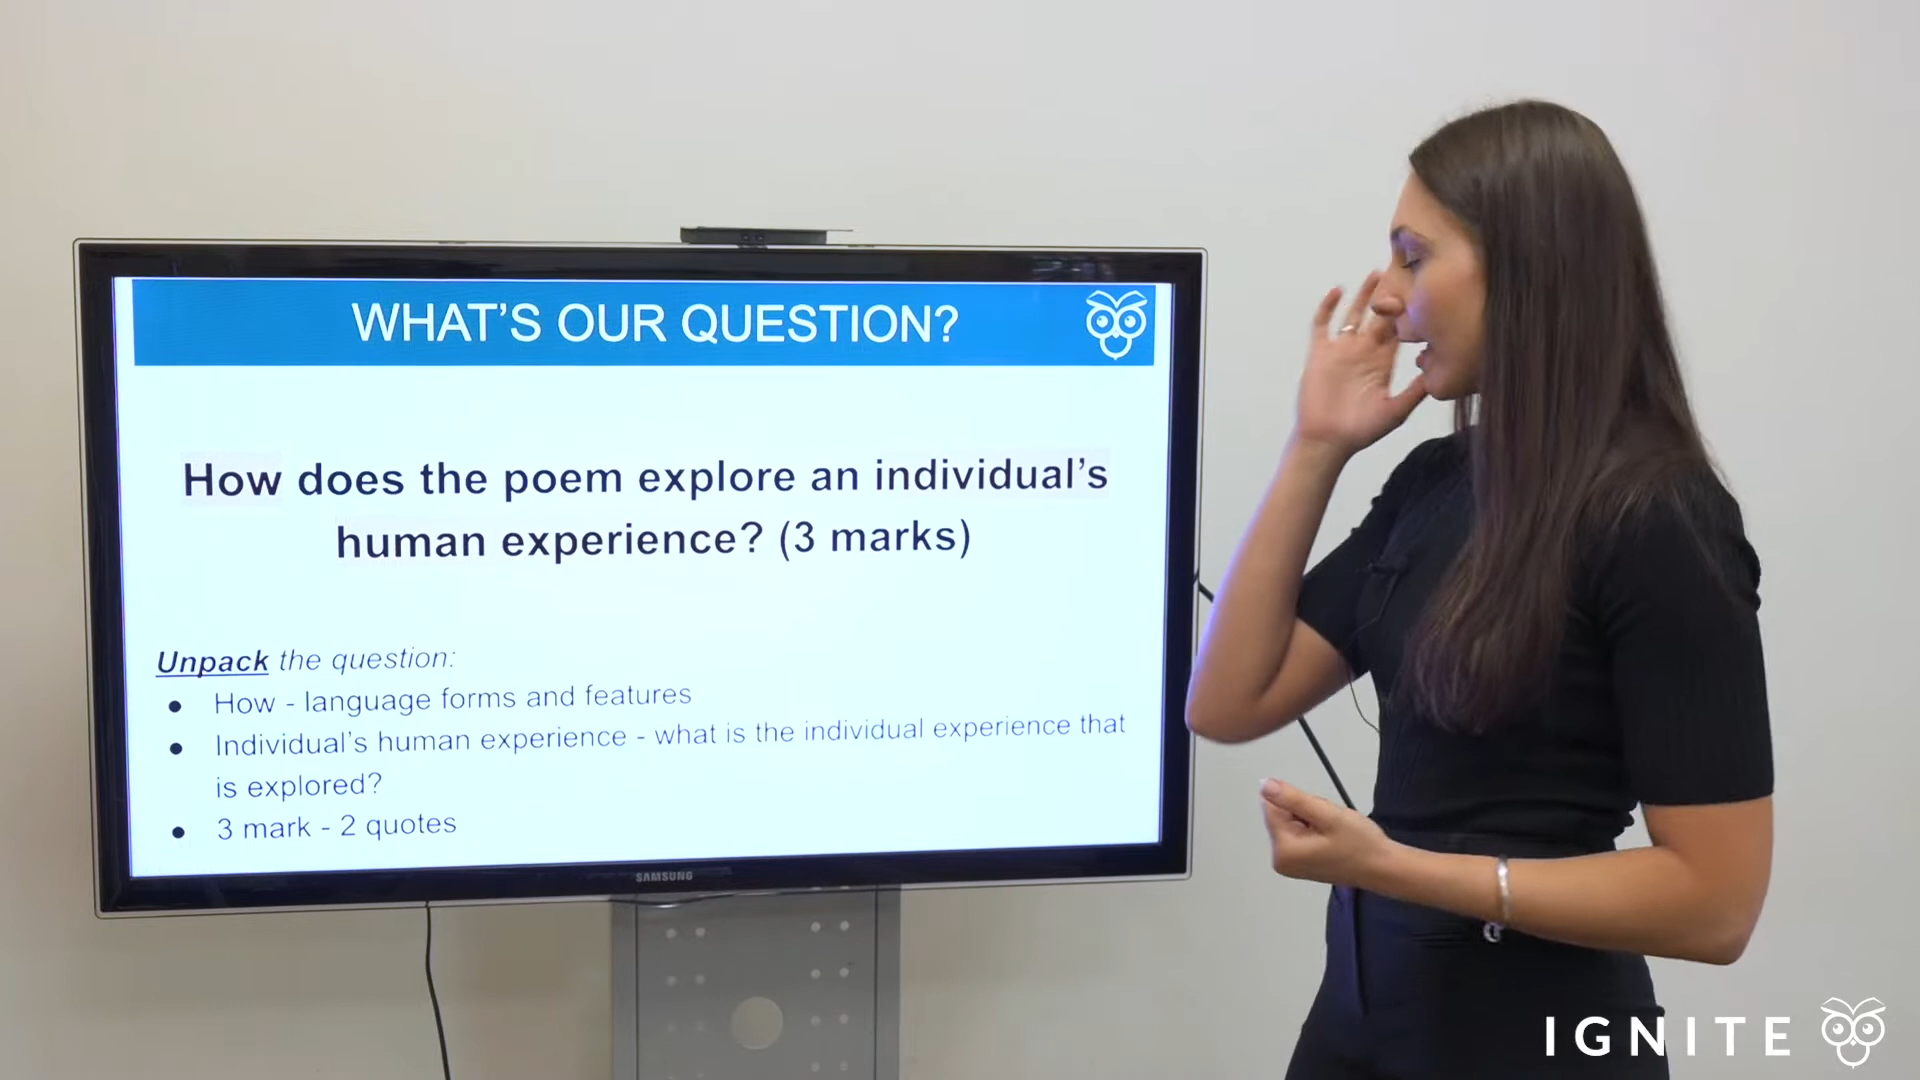 WHAT'S OUR QUESTION?
How does the poem explore an individual's
human experience? (3 marks)
Unpack the question:
● How - language forms and features
● Individual's human experience - what is the individual experience that
is explored?
● 3 mark - 2 quotes
SAMSUNG
IGNITE